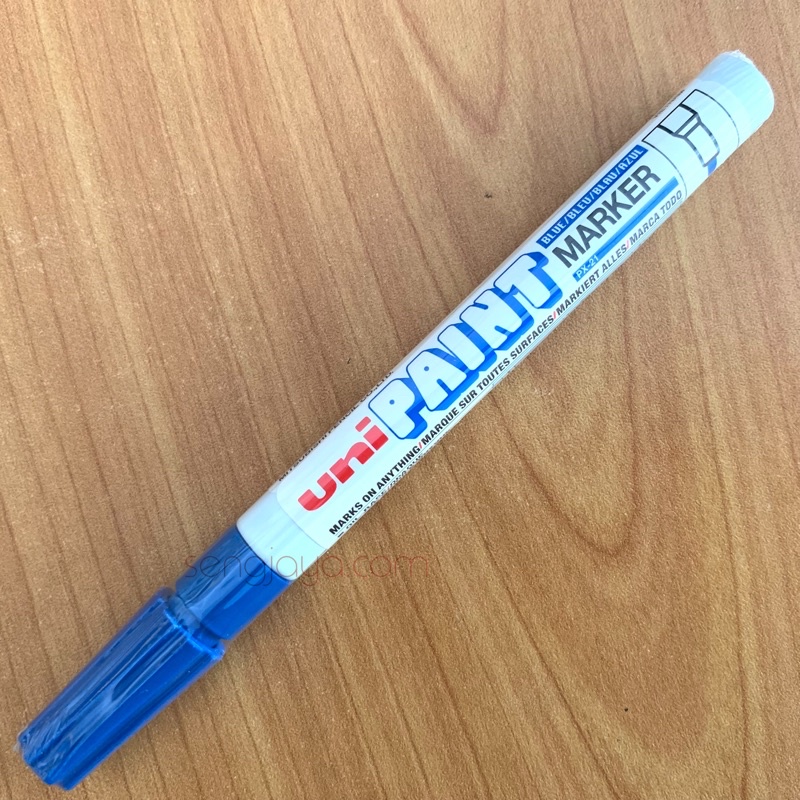 uni PAINT MARKER
BLUE/BLEU/BLAU/AZUL
PX-21
MARKS ON ANYTHING/MARQUE SUR TOUTES SURFACES/MARKIERT ALLES/MARCA TODO
sengjaya.com